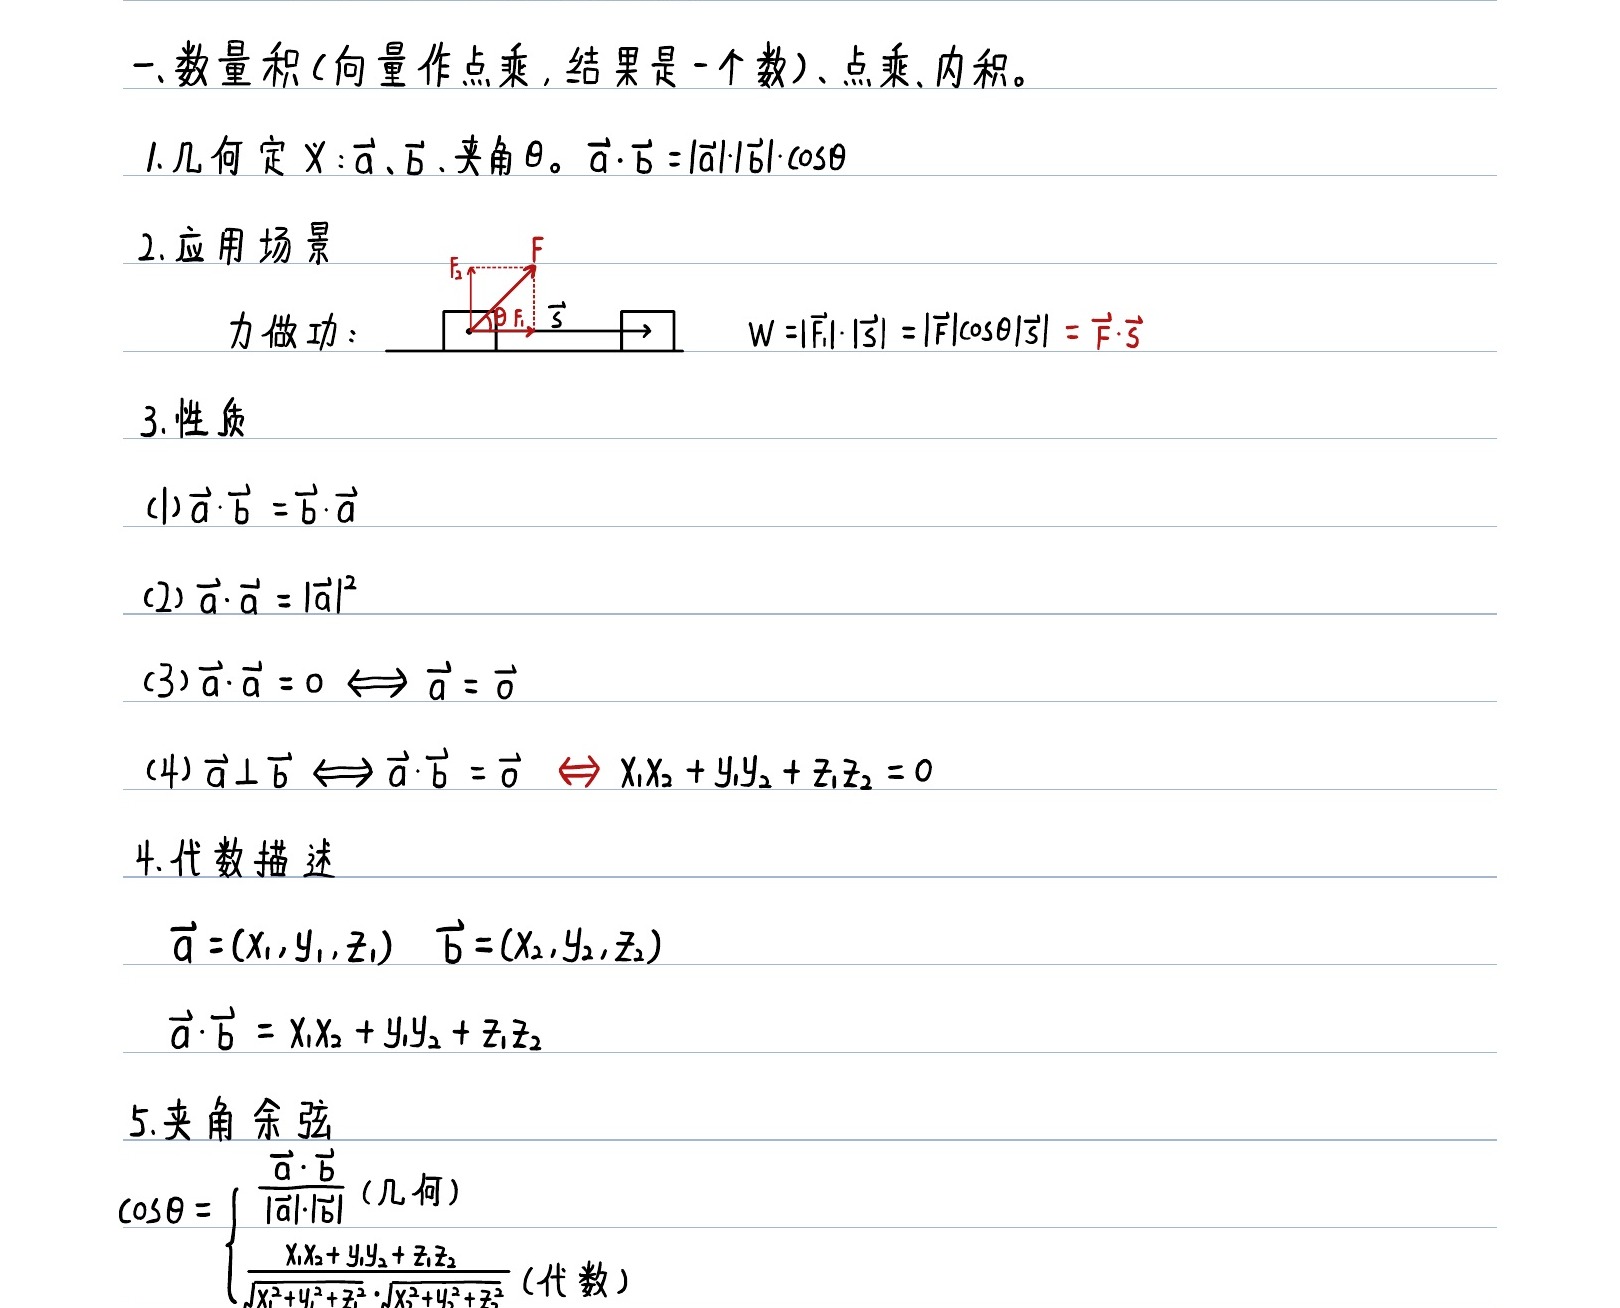 一、数量积(向量作点乘,结果是一个数)、点乘、内积。
1.几何定义:a⃗、b⃗、夹角θ。a⃗·b⃗=|a⃗|·|b⃗|·cosθ
2.应用场景
F
F₂
θ F₁ s⃗
力做功: W=|F⃗₁|·|s⃗|=|F⃗|cosθ|s⃗|=F⃗·s⃗
3.性质
(1)a⃗·b⃗=b⃗·a⃗
(2)a⃗·a⃗=|a⃗|²
(3)a⃗·a⃗=0⟺a⃗=0⃗
(4)a⃗⊥b⃗⟺a⃗·b⃗=0⃗⇔x₁x₂+y₁y₂+z₁z₂=0
4.代数描述
a⃗=(x₁,y₁,z₁) b⃗=(x₂,y₂,z₂)
a⃗·b⃗=x₁x₂+y₁y₂+z₁z₂
5.夹角余弦
cosθ={ a⃗·b⃗/|a⃗|·|b⃗| (几何)
x₁x₂+y₁y₂+z₁z₂/√x₁²+y₁²+z₁²·√x₂²+y₂²+z₂² (代数)